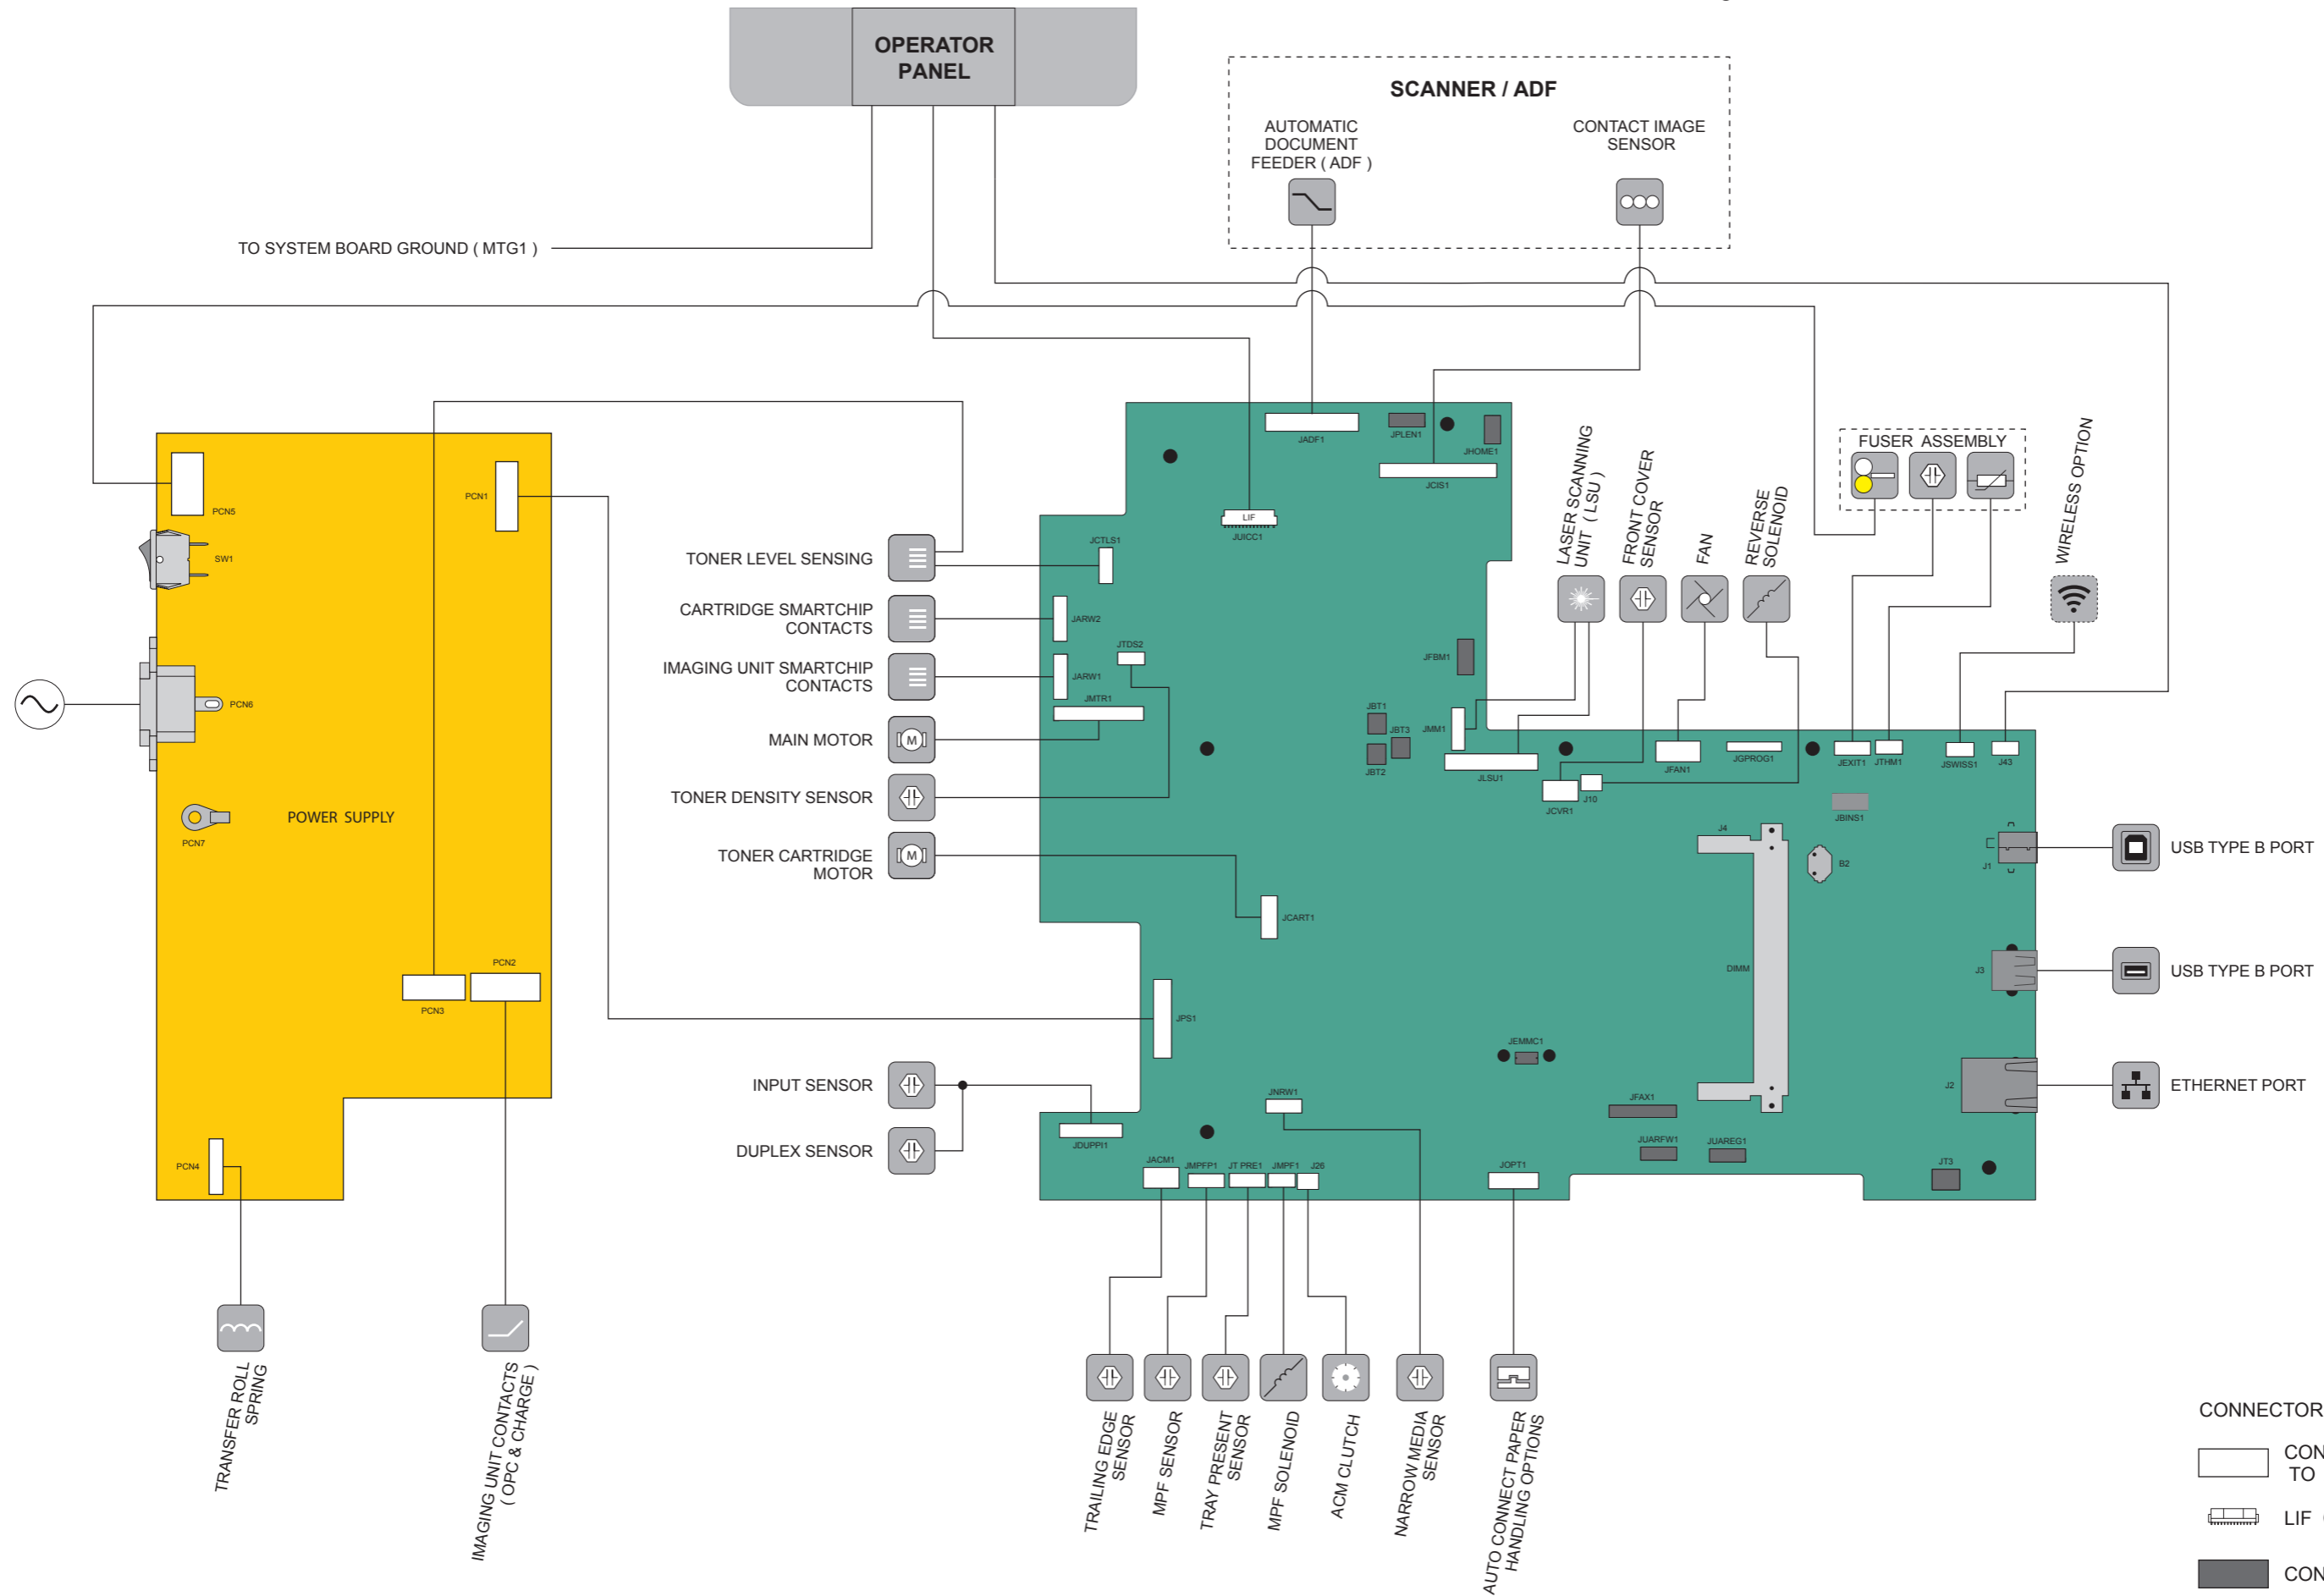 OPERATOR
PANEL
SCANNER / ADF
AUTOMATIC
DOCUMENT
FEEDER ( ADF )
CONTACT IMAGE
SENSOR
TO SYSTEM BOARD GROUND ( MTG1 )
PCN5
PCN1
SW1
PCN6
PCN7
POWER SUPPLY
PCN2
PCN3
PCN4
TRANSFER ROLL
SPRING
IMAGING UNIT CONTACTS
( OPC & CHARGE )
TONER LEVEL SENSING
CARTRIDGE SMARTCHIP
CONTACTS
IMAGING UNIT SMARTCHIP
CONTACTS
MAIN MOTOR
M
TONER DENSITY SENSOR
TONER CARTRIDGE
MOTOR
M
INPUT SENSOR
DUPLEX SENSOR
JADF1
JPLEN1
JHOME1
JCIS1
LIF
JUICC1
JCTLS1
JARW2
JTDS2
JARW1
JMTR1
JFBM1
JBT1
JBT3
JBT2
JMM1
JLSU1
JCVR1
J10
JFAN1
JGPROG1
JEXIT1
JTHM1
JSWISS1
J43
JBINS1
J4
B2
J1
JCART1
DIMM
J3
JPS1
JEMMC1
J2
JNRW1
JFAX1
JDUPPI1
JUARFW1
JUAREG1
JACM1
JMPFP1
JT PRE1
JMPF1
J26
JOPT1
JT3
LASER SCANNING
UNIT ( LSU )
FRONT COVER
SENSOR
FAN
REVERSE
SOLENOID
FUSER ASSEMBLY
WIRELESS OPTION
USB TYPE B PORT
USB TYPE B PORT
ETHERNET PORT
TRAILING EDGE
SENSOR
MPF SENSOR
TRAY PRESENT
SENSOR
MPF SOLENOID
ACM CLUTCH
NARROW MEDIA
SENSOR
AUTO CONNECT PAPER
HANDLING OPTIONS
CONNECTOR
CON
TO
LIF
CON